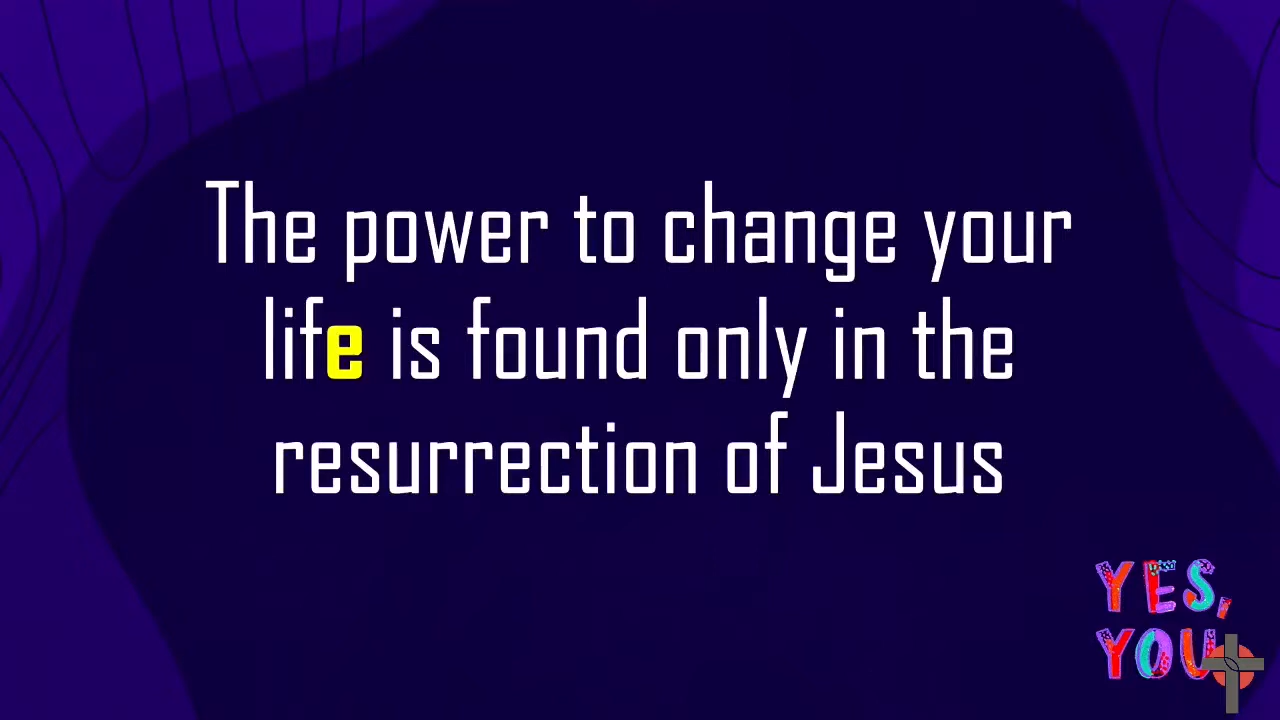 The power to change your
life is found only in the
resurrection of Jesus
YES,
YOU